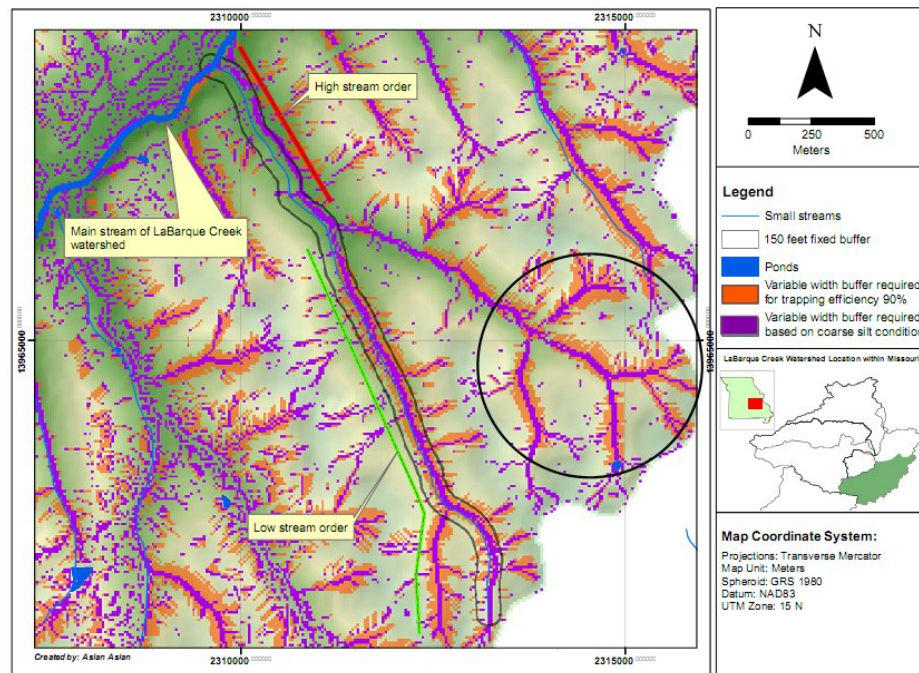 2310000
2315000
High stream order
Main stream of LaBarque Creek
watershed
1965000
13965000
Low stream order
2310000
2315000
Created by: Aslan Aslan
N
0 125 250 500
Meters
Legend
Small streams
150 feet fixed buffer
Ponds
Variable width buffer required
for trapping efficiency 90%
Variable width buffer required
based on coarse silt condition
LaBarque Creek Watershed Location within Missouri
Map Coordinate System:
Projections: Transverse Mercator
Map Unit: Meters
Spheroid: GRS 1980
Datum: NAD83
UTM Zone: 15 N